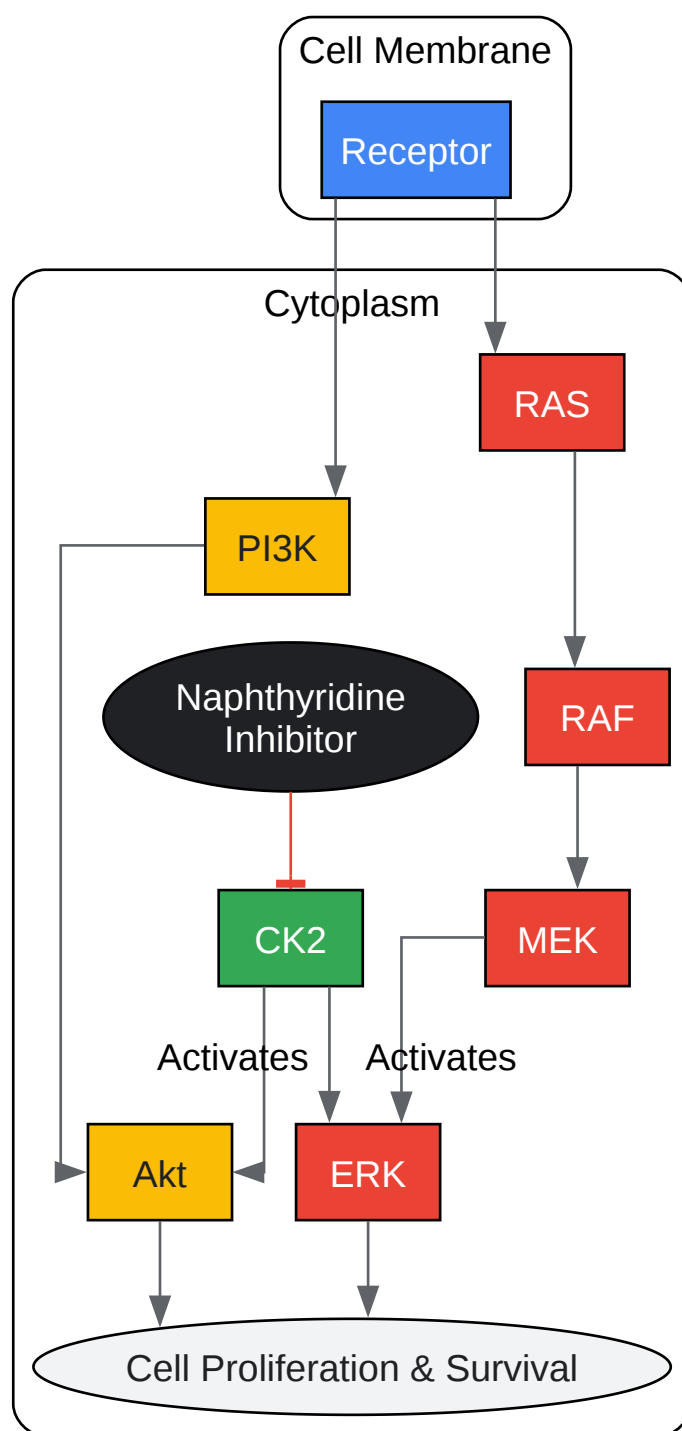 Cell Membrane
Receptor
Cytoplasm
RAS
PI3K
Naphthyridine
Inhibitor
RAF
CK2
MEK
Activates
Activates
Akt
ERK
Cell Proliferation & Survival